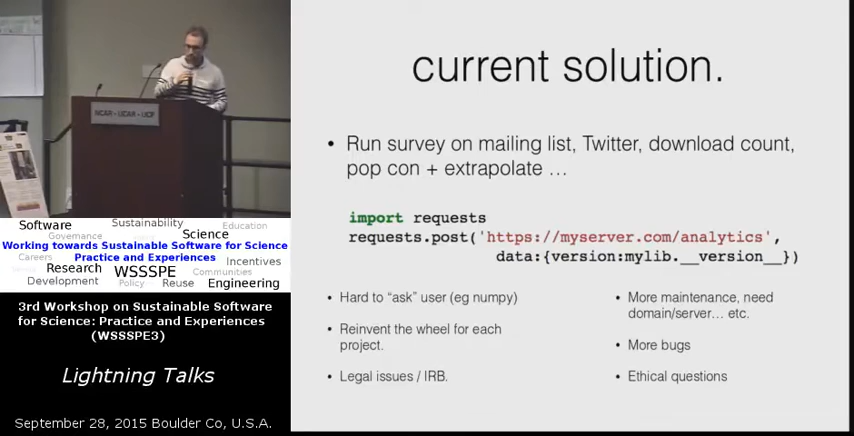 NCAR • UCAR • UCP
Software
Sustainability
Education
Governance
Science
Working towards Sustainable Software for Science
Practice and Experiences
Careers
Incentives
Research
WSSSPE
Communities
Development
Policy
Reuse
Engineering
3rd Workshop on Sustainable Software
for Science: Practice and Experiences
(WSSSPE3)
Lightning Talks
September 28, 2015 Boulder Co, U.S.A.
current solution.
• Run survey on mailing list, Twitter, download count,
pop con + extrapolate …
import requests
requests.post('https://myserver.com/analytics',
data:{version:mylib.__version__})
• Hard to “ask” user (eg numpy)
• Reinvent the wheel for each
project.
• Legal issues / IRB.
• More maintenance, need
domain/server… etc.
• More bugs
• Ethical questions